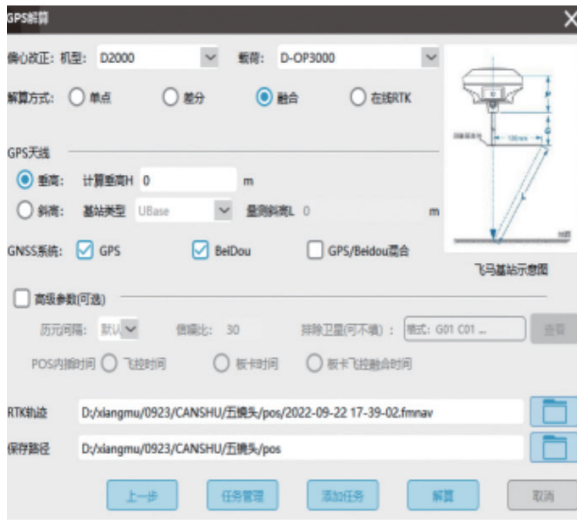 GPS解算
偏心改正: 机型: D2000 载荷: D-OP3000
解算方式: 单点 差分 融合 在线RTK
GPS天线
垂高: 计算垂高H 0 m
斜高: 基站类型 UBase 量测斜高L 0 m
GNSS系统: GPS BeiDou GPS/Beidou混合
飞马基站示意图
高级参数(可选)
历元间隔: 默认 信噪比: 30 排除卫星(可不填) : 格式: G01 C01 ... 查看
POS内插时间 飞控时间 板卡时间 板卡飞控融合时间
RTK轨迹 D:/xiangmu/0923/CANSHU/五镜头/pos/2022-09-22 17-39-02.fmnav
保存路径 D:/xiangmu/0923/CANSHU/五镜头/pos
上一步 任务管理 添加任务 解算 取消